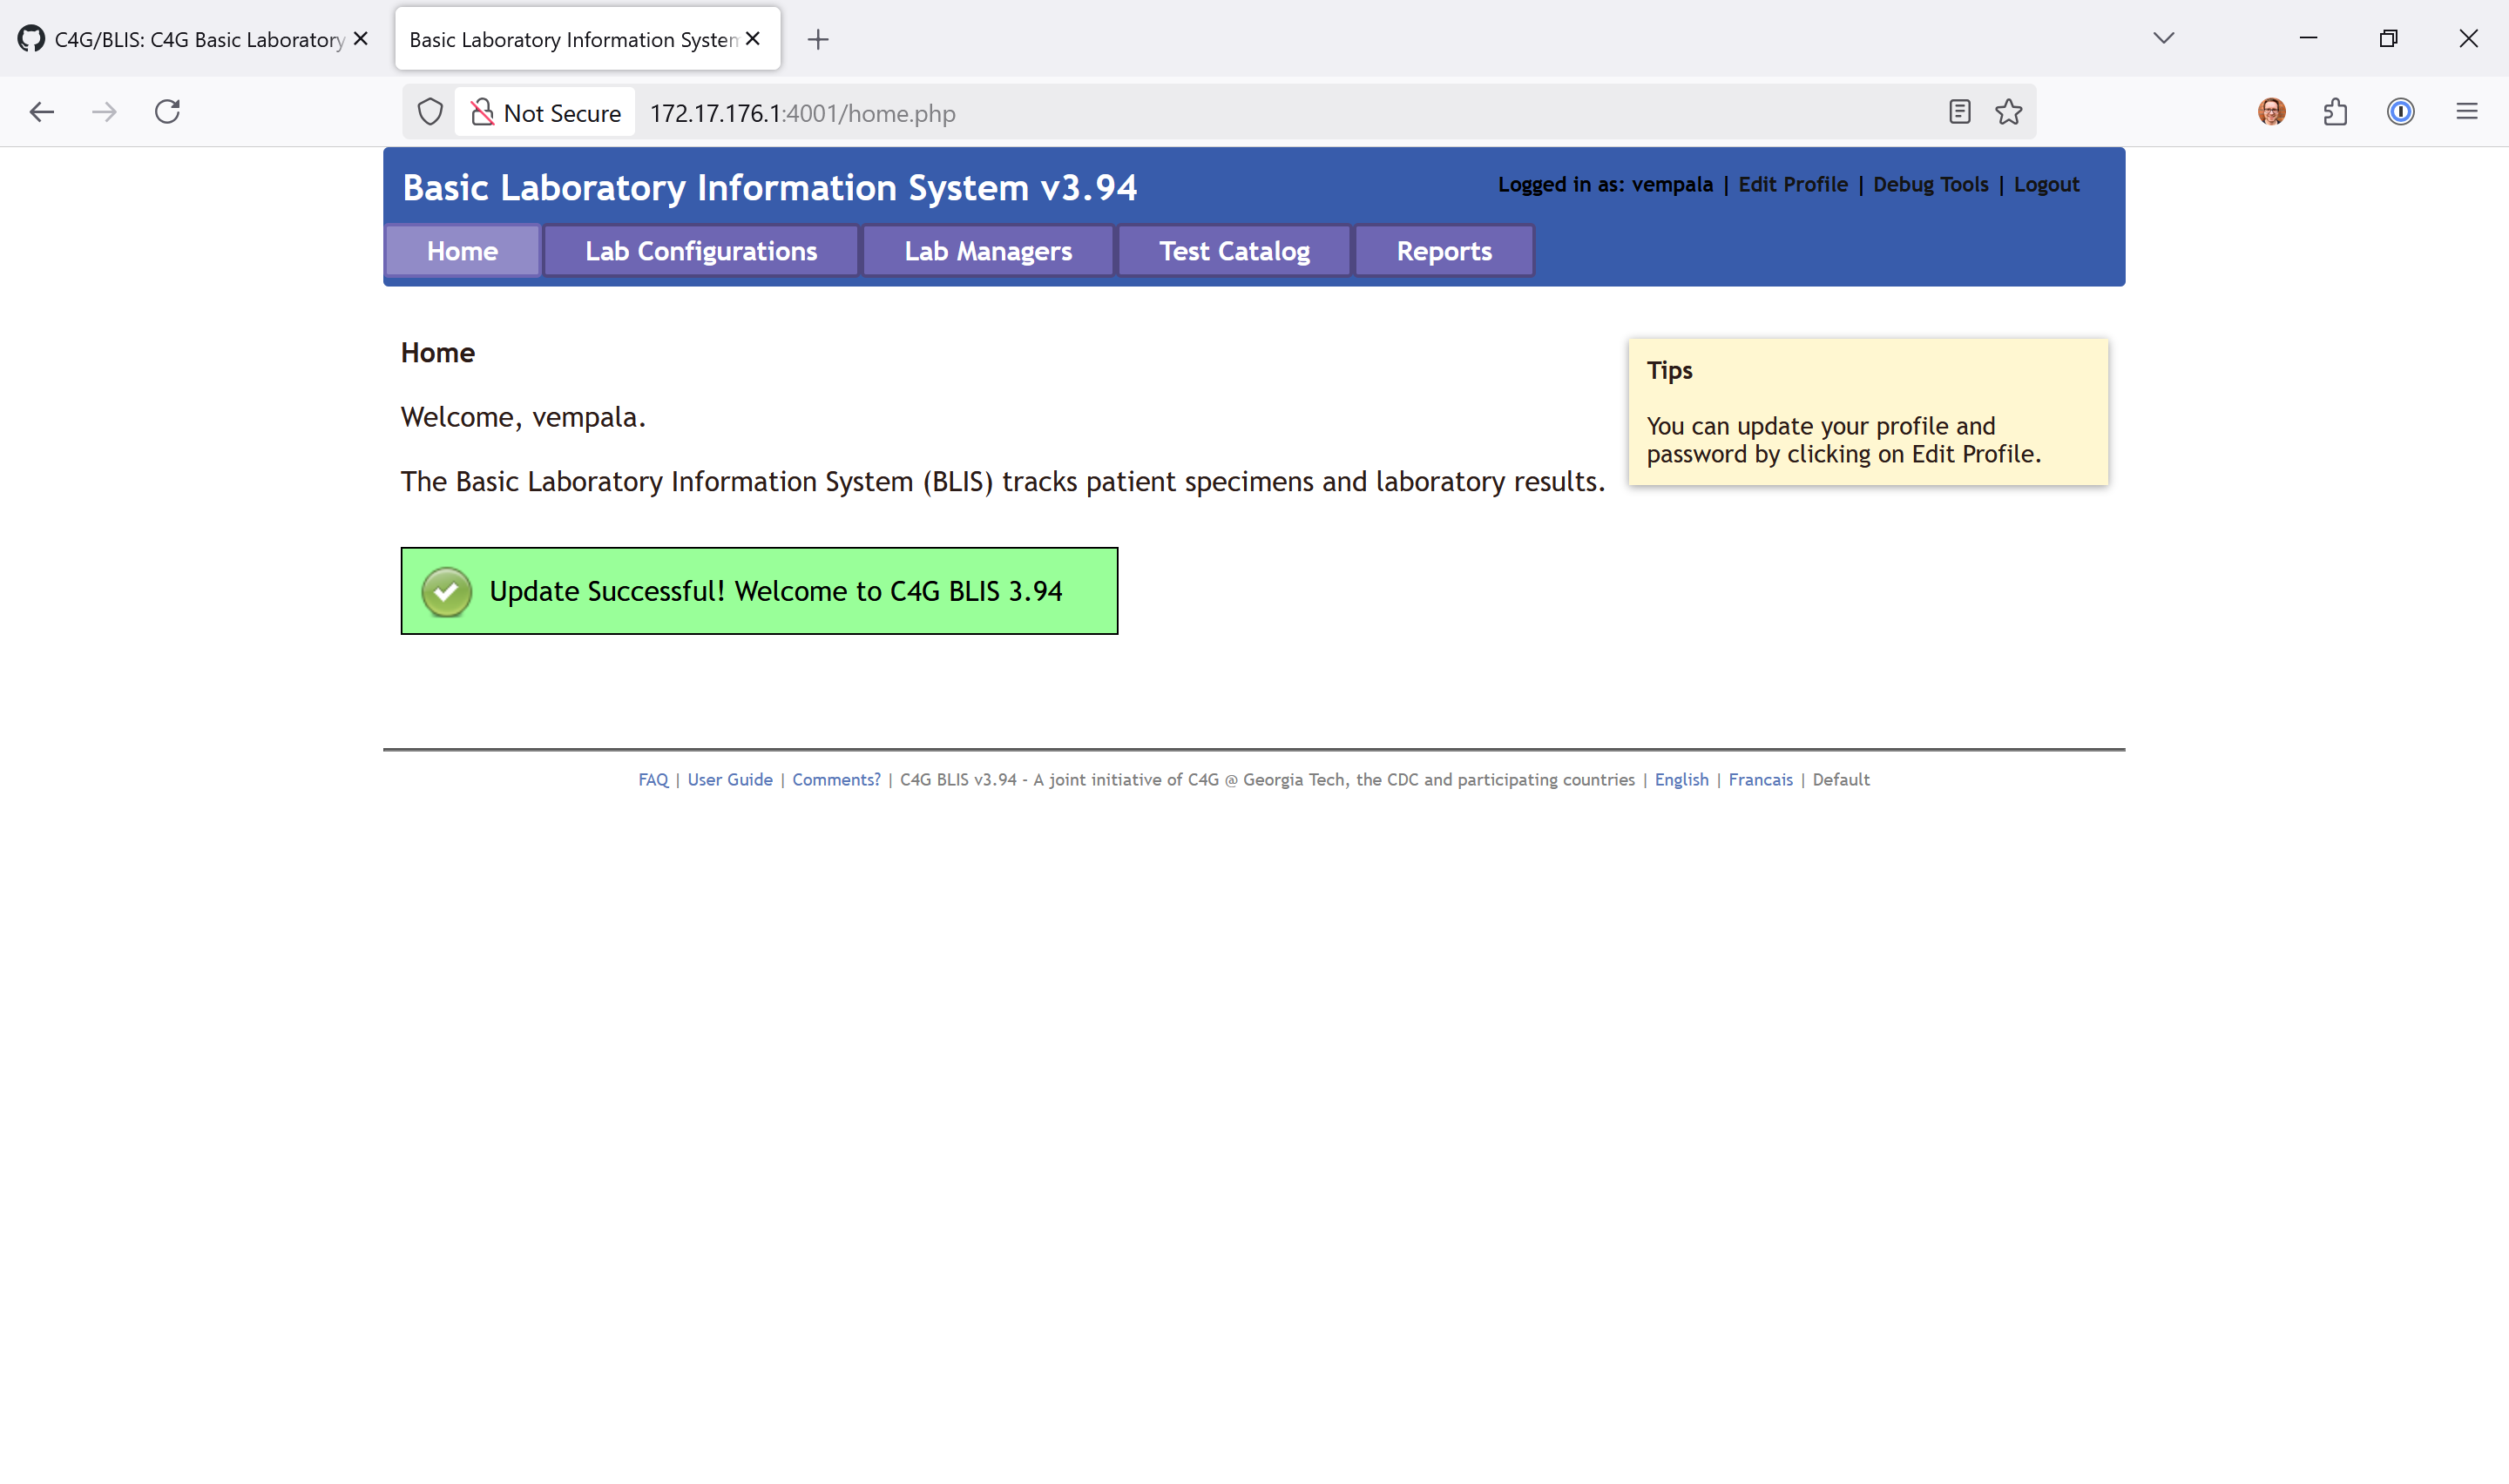 C4G/BLIS: C4G Basic Laboratory
Basic Laboratory Information System
Not Secure
172.17.176.1:4001/home.php
Basic Laboratory Information System v3.94
Logged in as: vempala | Edit Profile | Debug Tools | Logout
Home
Lab Configurations
Lab Managers
Test Catalog
Reports
Home
Welcome, vempala.
The Basic Laboratory Information System (BLIS) tracks patient specimens and laboratory results.
Tips
You can update your profile and
password by clicking on Edit Profile.
Update Successful! Welcome to C4G BLIS 3.94
FAQ | User Guide | Comments? | C4G BLIS v3.94 - A joint initiative of C4G @ Georgia Tech, the CDC and participating countries | English | Francais | Default